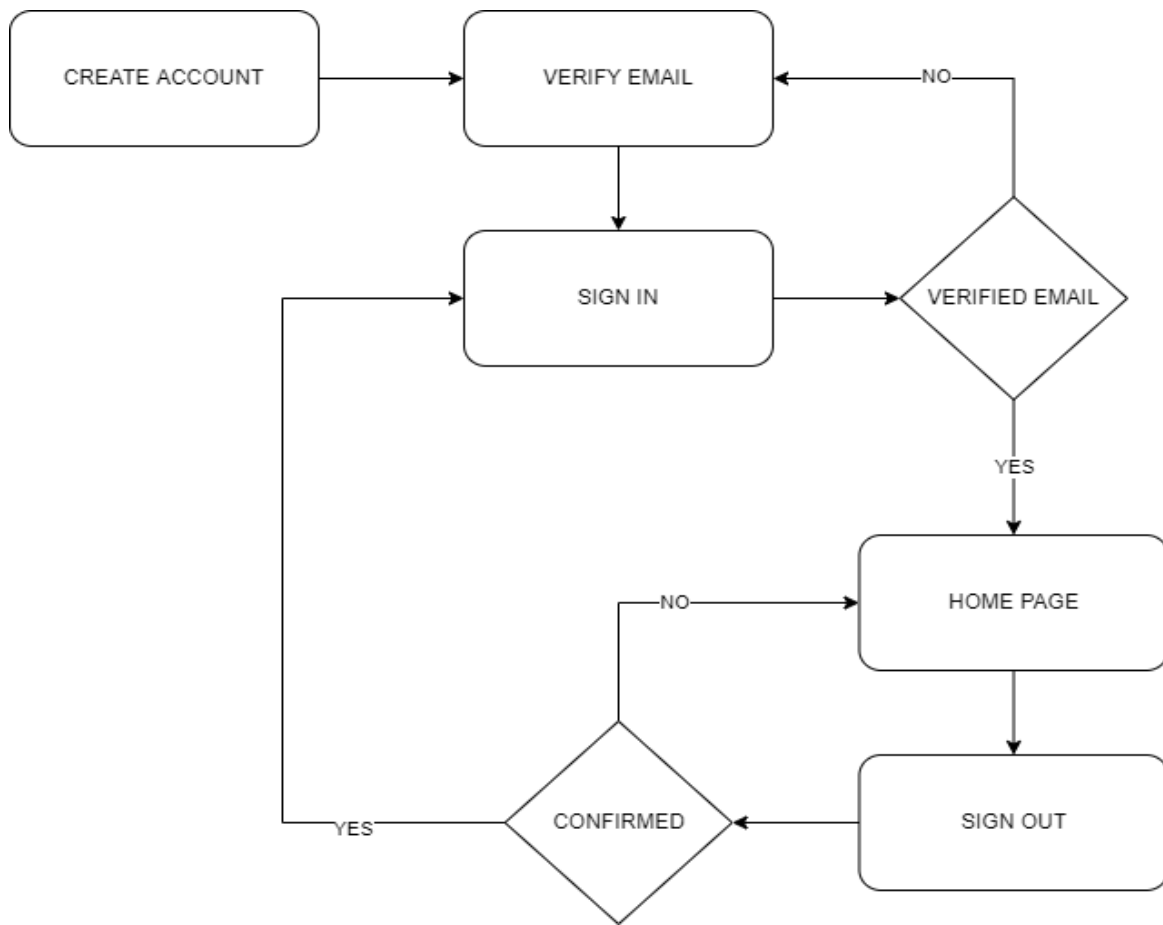 CREATE ACCOUNT
VERIFY EMAIL
NO
SIGN IN
VERIFIED EMAIL
YES
HOME PAGE
NO
CONFIRMED
SIGN OUT
YES